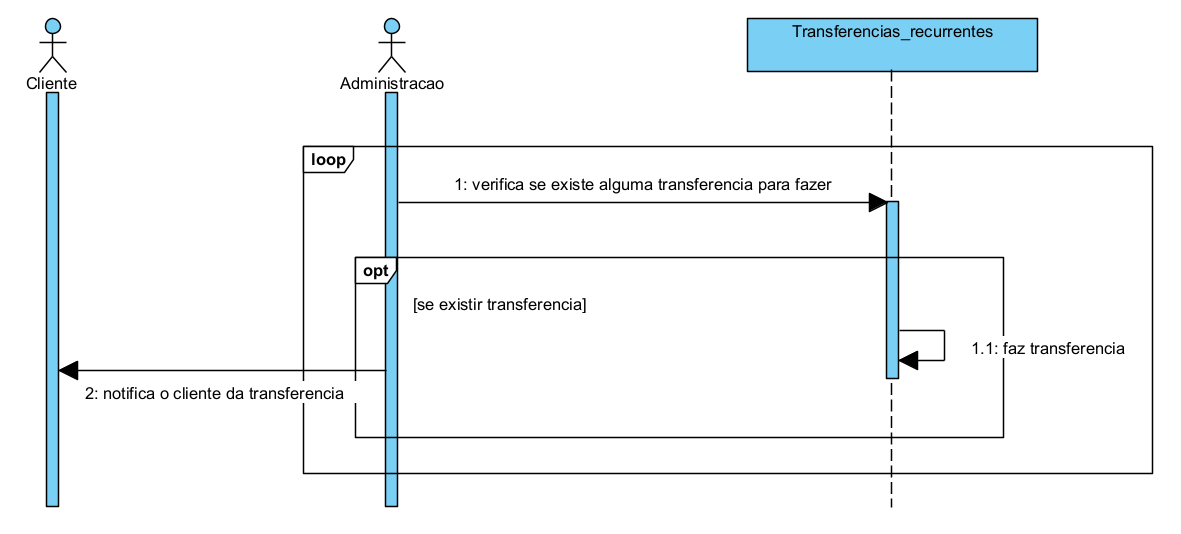 Cliente
Administracao
Transferencias_recurrentes
loop
1: verifica se existe alguma transferencia para fazer
opt
[se existir transferencia]
1.1: faz transferencia
2: notifica o cliente da transferencia